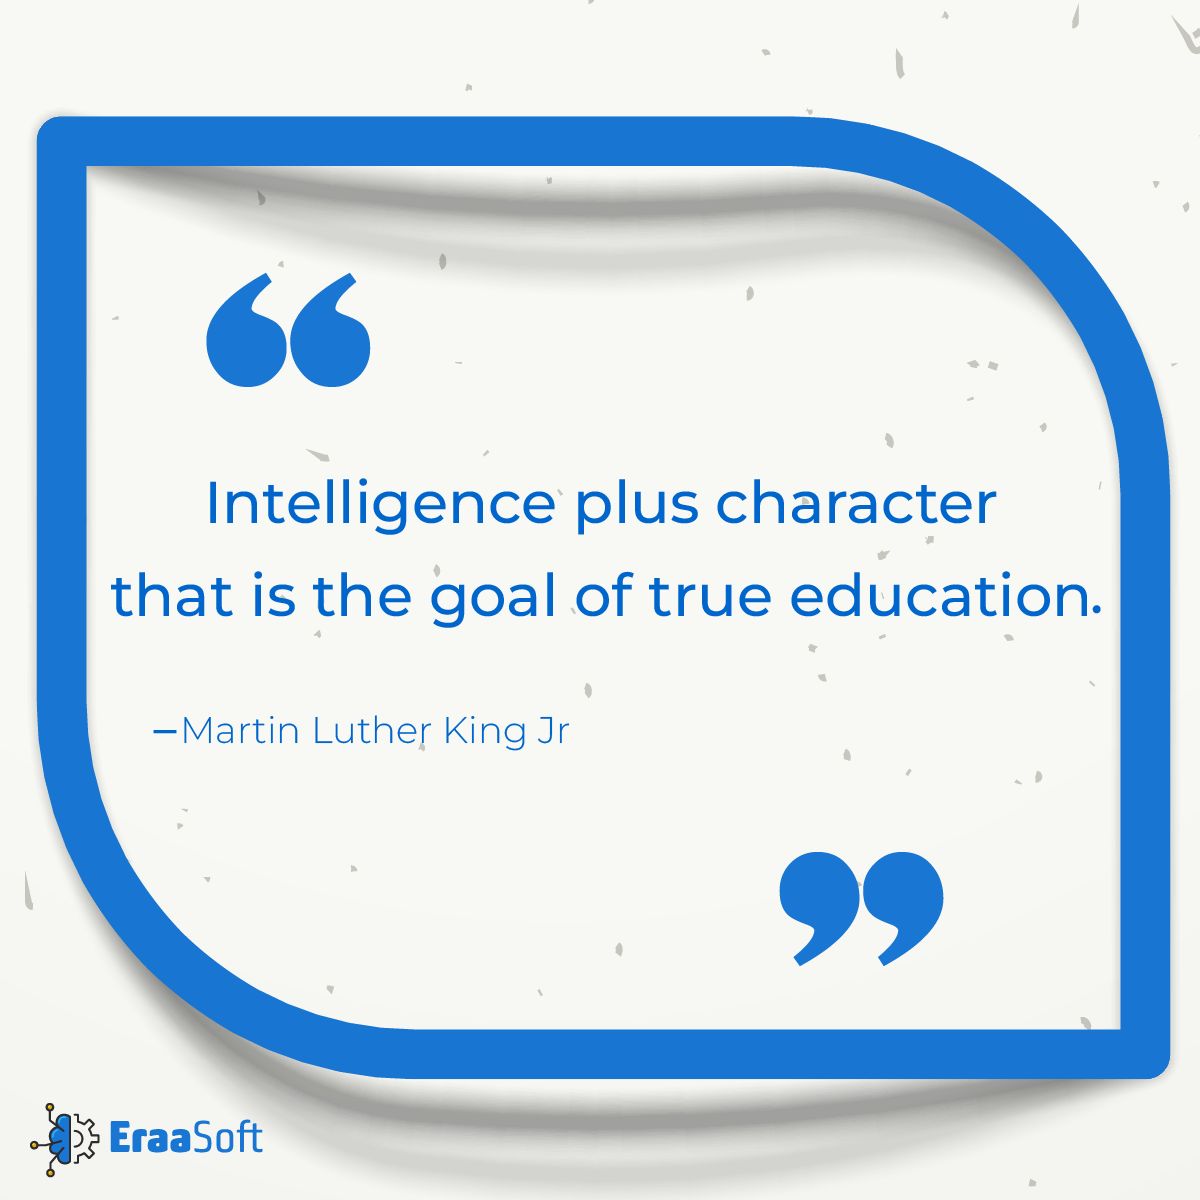 “
Intelligence plus character
that is the goal of true education.
–Martin Luther King Jr
”
EraaSoft